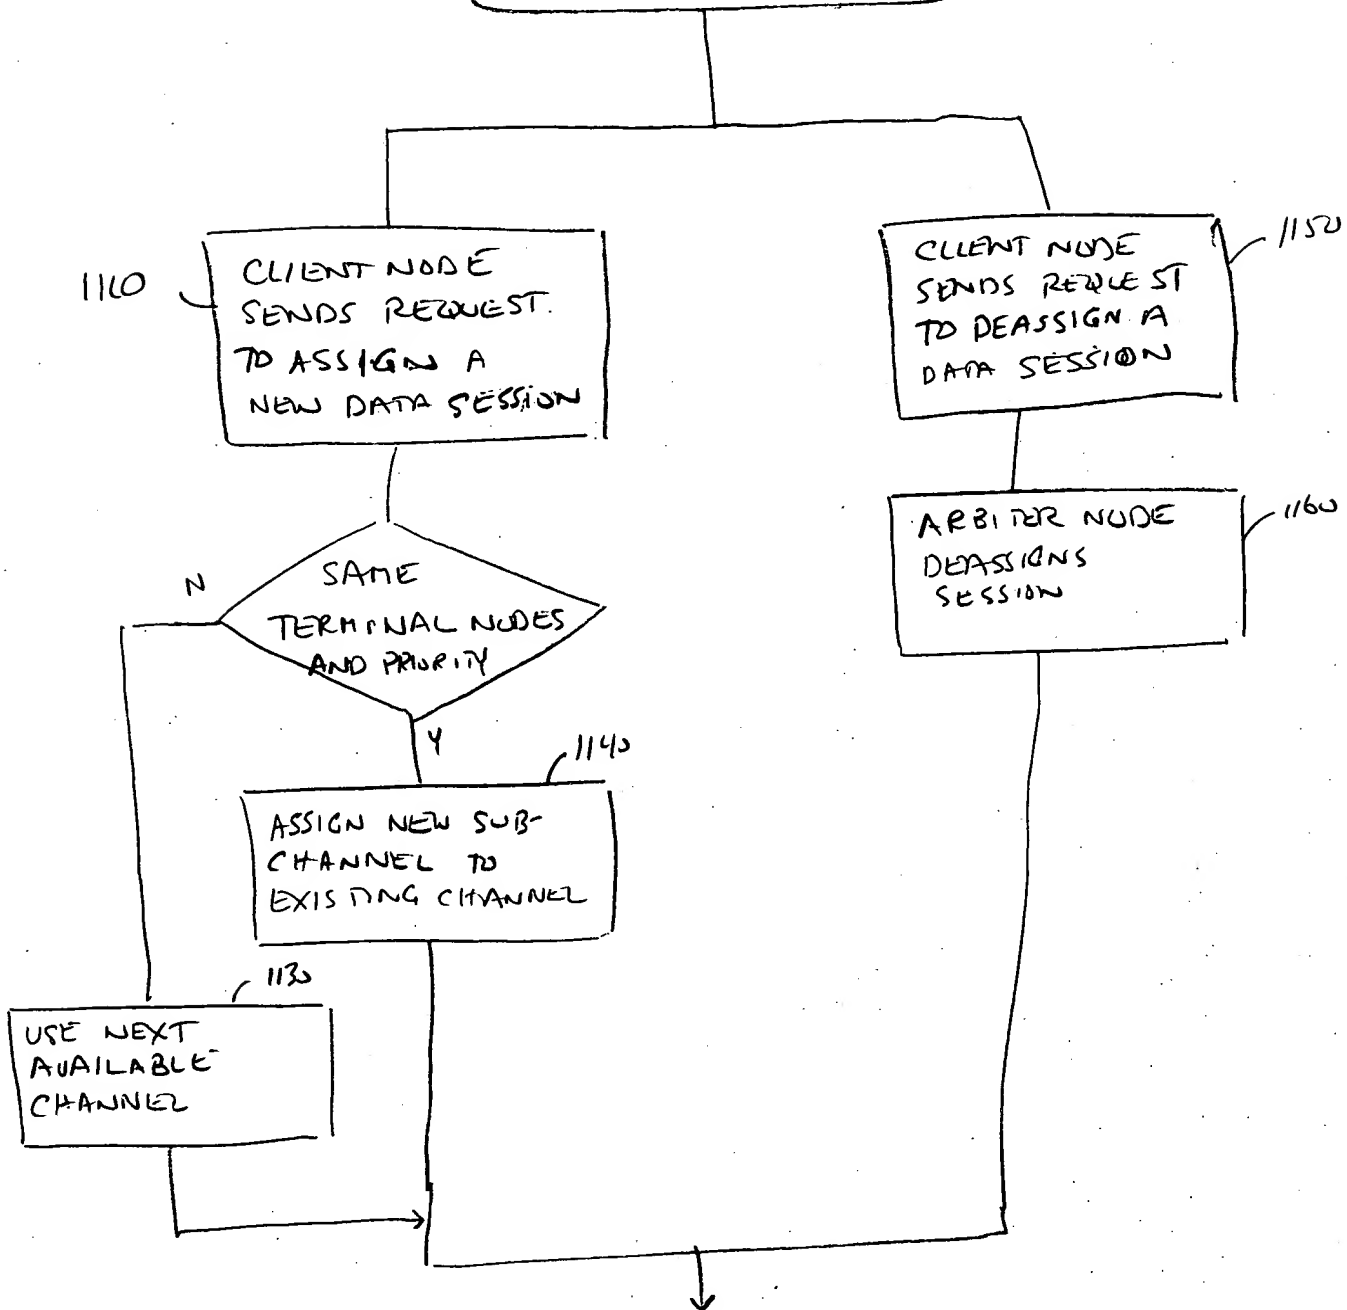 1110
CLIENT NODE
SENDS REQUEST
TO ASSIGN A
NEW DATA SESSION
CLIENT NODE
SENDS REQUEST
TO DEASSIGN A
DATA SESSION
1150
ARBITER NODE
DEASSIGNS
SESSION
1160
N
SAME
TERMINAL NODES
AND PRIORITY
Y
1140
ASSIGN NEW SUB-
CHANNEL TO
EXISTING CHANNEL
1130
USE NEXT
AVAILABLE
CHANNEL